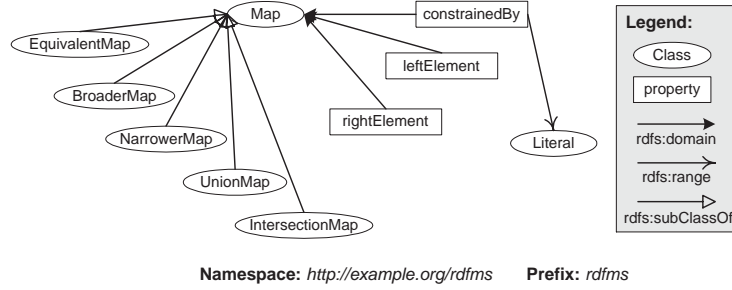 Map
constrainedBy
EquivalentMap
leftElement
BroaderMap
rightElement
NarrowerMap
Literal
UnionMap
IntersectionMap
Legend:
Class
property
rdfs:domain
rdfs:range
rdfs:subClassOf
Namespace: http://example.org/rdfms Prefix: rdfms